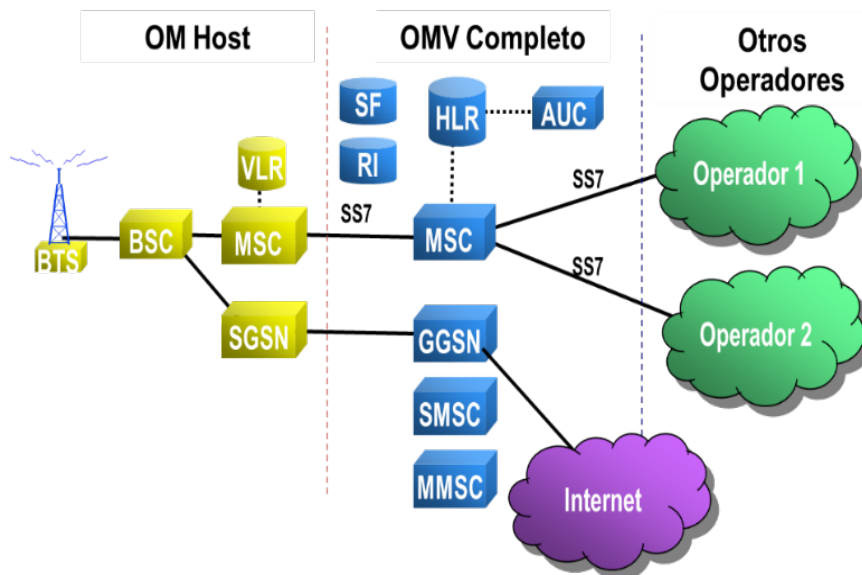 OM Host
OMV Completo
Otros
Operadores
SF
HLR
AUC
VLR
RI
Operador 1
SS7
BTS
BSC
MSC
SS7
MSC
SS7
SGSN
GGSN
Operador 2
SMSC
MMSC
Internet